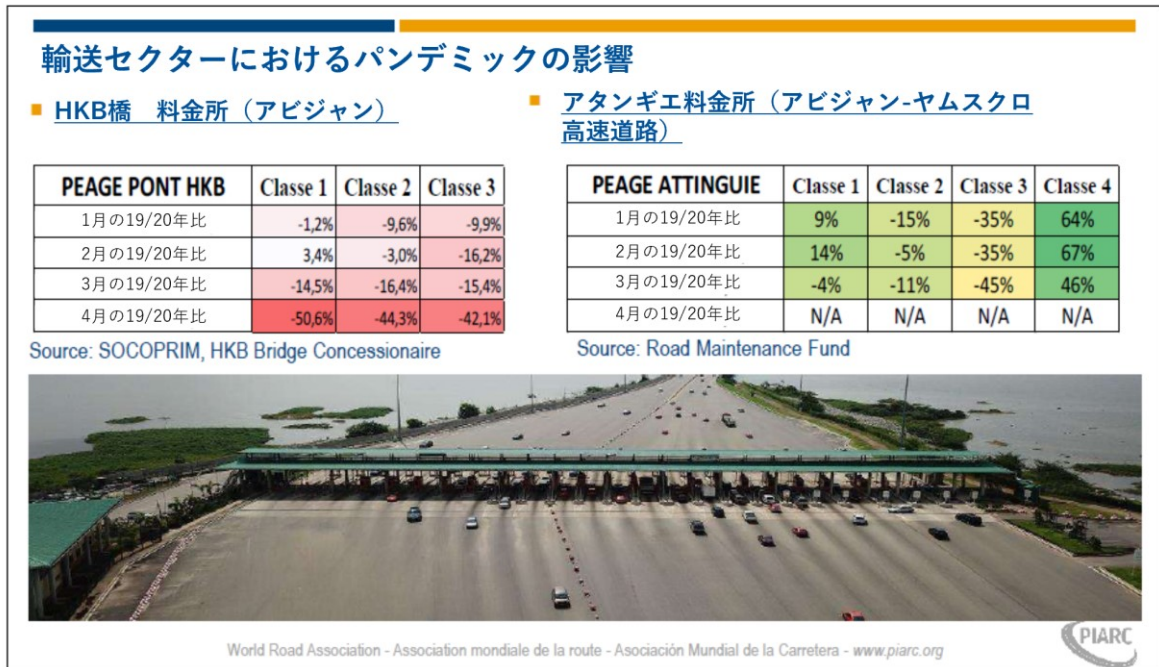 輸送セクターにおけるパンデミックの影響
HKB橋　料金所（アビジャン）
PEAGE PONT HKB Classe 1 Classe 2 Classe 3
1月の19/20年比 -1,2% -9,6% -9,9%
2月の19/20年比 3,4% -3,0% -16,2%
3月の19/20年比 -14,5% -16,4% -15,4%
4月の19/20年比 -50,6% -44,3% -42,1%
Source: SOCOPRIM, HKB Bridge Concessionaire
アタンギエ料金所（アビジャン-ヤムスクロ
高速道路）
PEAGE ATTINGUIE Classe 1 Classe 2 Classe 3 Classe 4
1月の19/20年比 9% -15% -35% 64%
2月の19/20年比 14% -5% -35% 67%
3月の19/20年比 -4% -11% -45% 46%
4月の19/20年比 N/A N/A N/A N/A
Source: Road Maintenance Fund
World Road Association - Association mondiale de la route - Asociación Mundial de la Carretera - www.piarc.org
PIARC